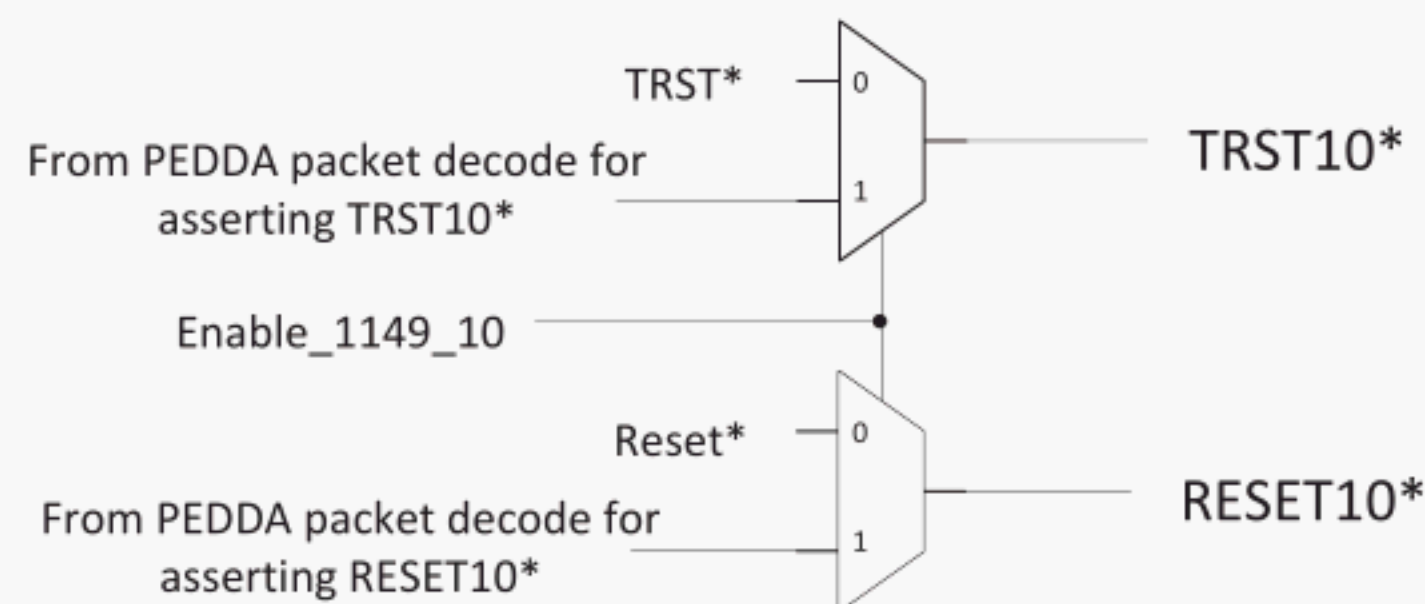 TRST*
0
From PEDDA packet decode for
asserting TRST10*
1
TRST10*
Enable_1149_10
Reset*
0
From PEDDA packet decode for
asserting RESET10*
1
RESET10*